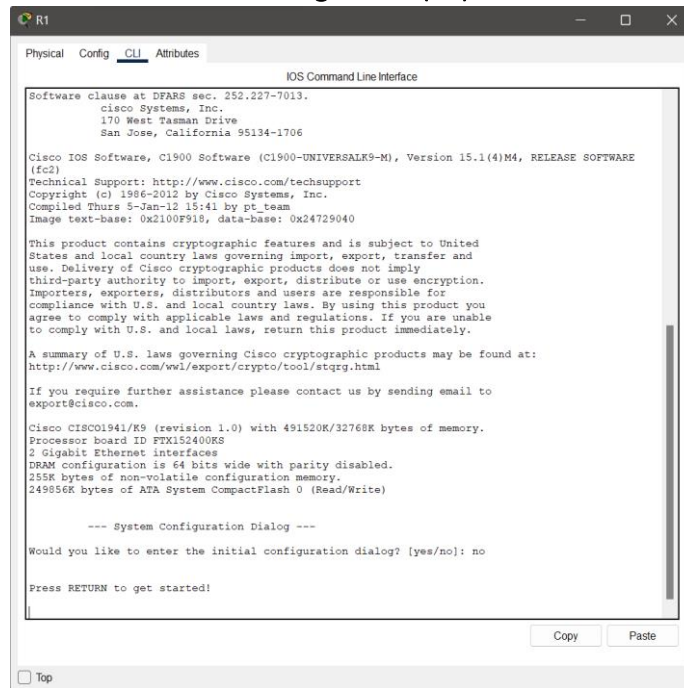 R1
Physical Config CLI Attributes
IOS Command Line Interface
Software clause at DFARS sec. 252.227-7013.
cisco Systems, Inc.
170 West Tasman Drive
San Jose, California 95134-1706
Cisco IOS Software, C1900 Software (C1900-UNIVERSALK9-M), Version 15.1(4)M4, RELEASE SOFTWARE
(fc2)
Technical Support: http://www.cisco.com/techsupport
Copyright (c) 1986-2012 by Cisco Systems, Inc.
Compiled Thurs 5-Jan-12 15:41 by pt_team
Image text-base: 0x2100F918, data-base: 0x24729040
This product contains cryptographic features and is subject to United
States and local country laws governing import, export, transfer and
use. Delivery of Cisco cryptographic products does not imply
third-party authority to import, export, distribute or use encryption.
Importers, exporters, distributors and users are responsible for
compliance with U.S. and local country laws. By using this product you
agree to comply with applicable laws and regulations. If you are unable
to comply with U.S. and local laws, return this product immediately.
A summary of U.S. laws governing Cisco cryptographic products may be found at:
http://www.cisco.com/wwl/export/crypto/tool/stqrg.html
If you require further assistance please contact us by sending email to
export@cisco.com.
Cisco CISCO1941/K9 (revision 1.0) with 491520K/32768K bytes of memory.
Processor board ID FTX152400KS
2 Gigabit Ethernet interfaces
DRAM configuration is 64 bits wide with parity disabled.
255K bytes of non-volatile configuration memory.
249856K bytes of ATA System CompactFlash 0 (Read/Write)
--- System Configuration Dialog ---
Would you like to enter the initial configuration dialog? [yes/no]: no
Press RETURN to get started!
Copy Paste
Top